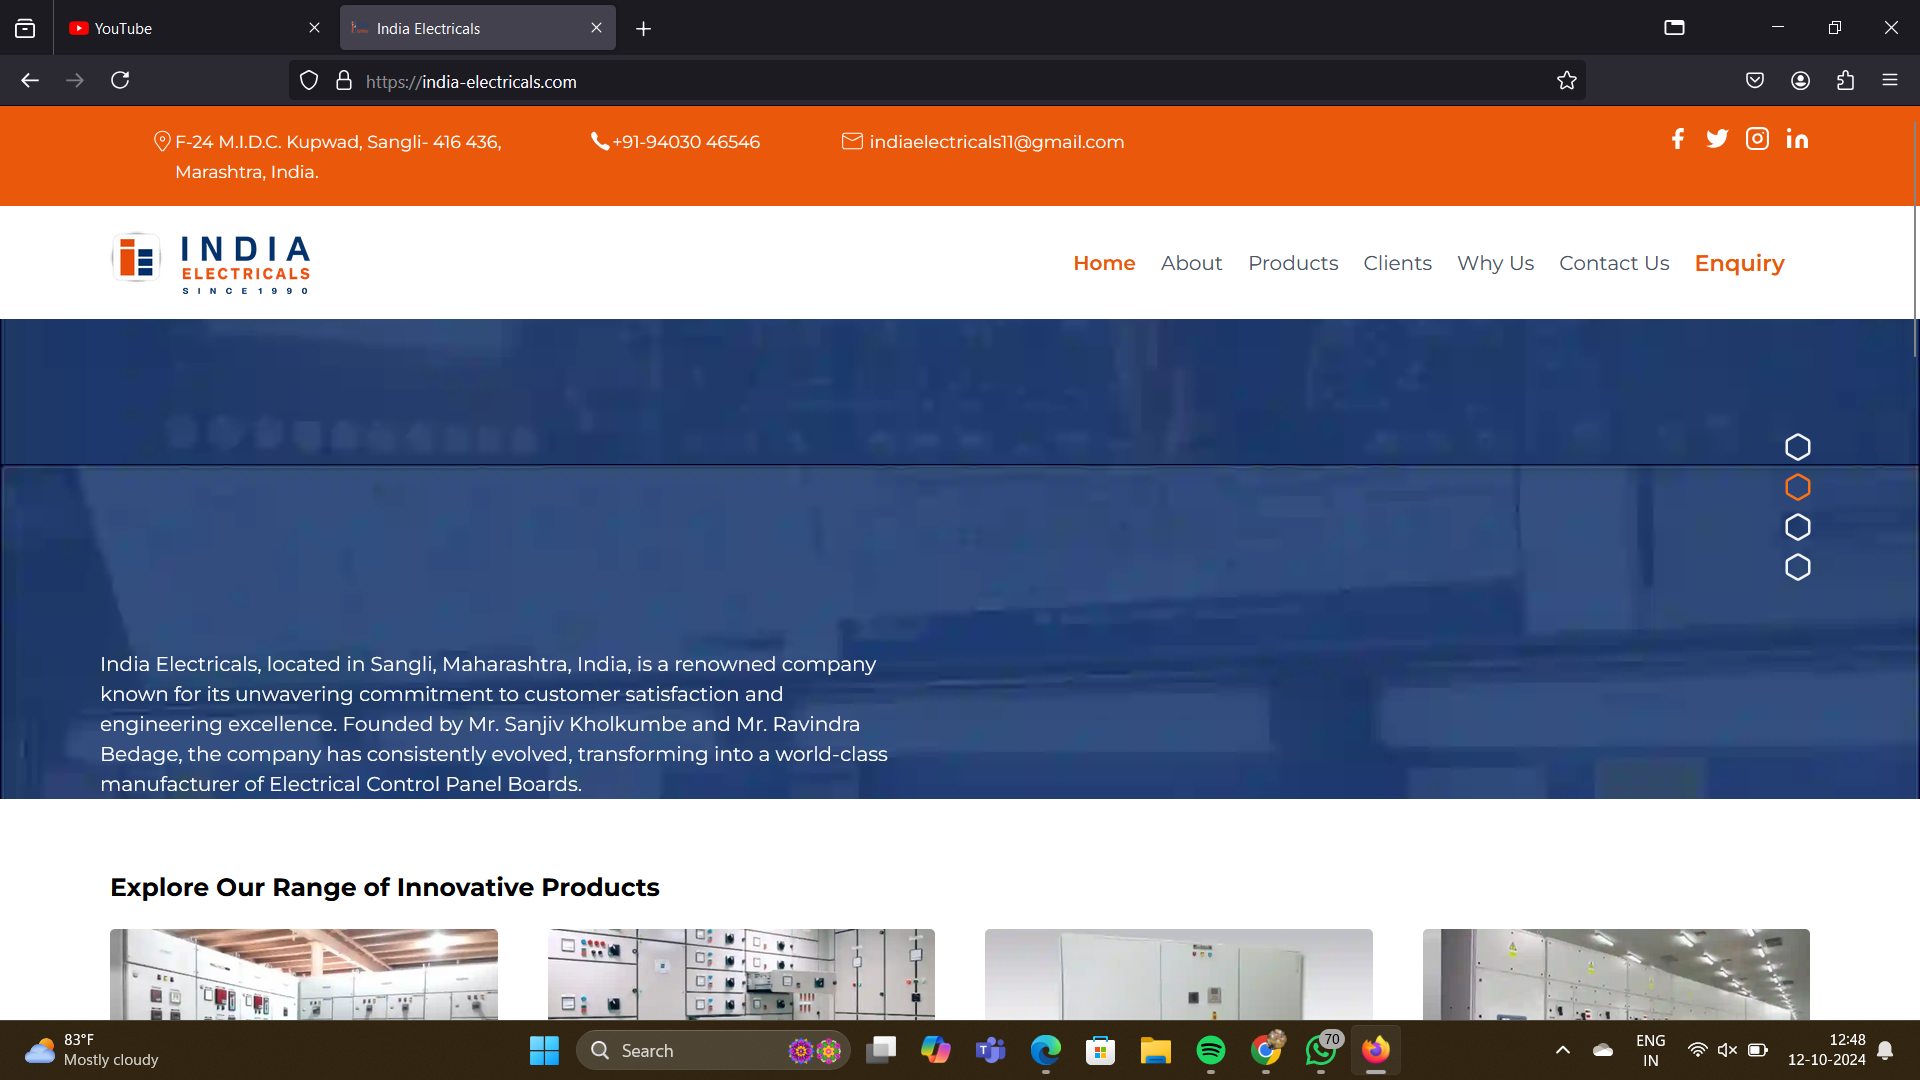 YouTube
India Electricals
https://india-electricals.com
F-24 M.I.D.C. Kupwad, Sangli- 416 436,
Marashtra, India.
+91-94030 46546
indiaelectricals11@gmail.com
INDIA
ELECTRICALS
SINCE 1990
Home About Products Clients Why Us Contact Us Enquiry
India Electricals, located in Sangli, Maharashtra, India, is a renowned company
known for its unwavering commitment to customer satisfaction and
engineering excellence. Founded by Mr. Sanjiv Kholkumbe and Mr. Ravindra
Bedage, the company has consistently evolved, transforming into a world-class
manufacturer of Electrical Control Panel Boards.
Explore Our Range of Innovative Products
83°F
Mostly cloudy
Search
70
ENG
IN
12:48
12-10-2024